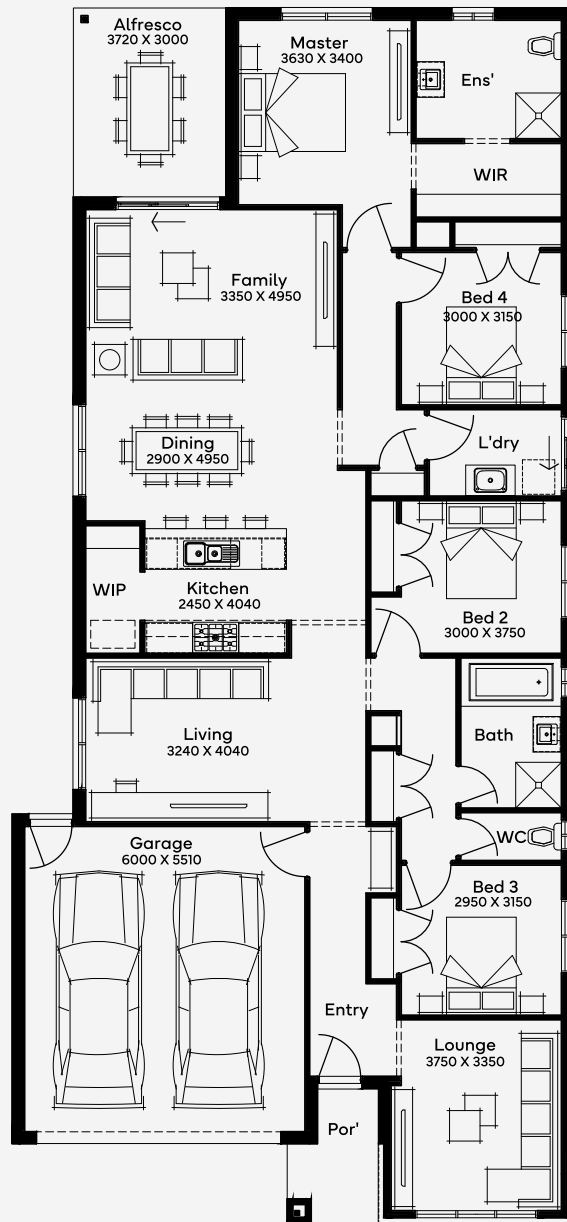 Alfresco
3720 X 3000
Master
3630 X 3400
Ens'
WIR
Family
3350 X 4950
Bed 4
3000 X 3150
Dining
2900 X 4950
L'dry
WIP
Kitchen
2450 X 4040
Bed 2
3000 X 3750
Living
3240 X 4040
Bath
Garage
6000 X 5510
WC
Bed 3
2950 X 3150
Entry
Lounge
3750 X 3350
Por'